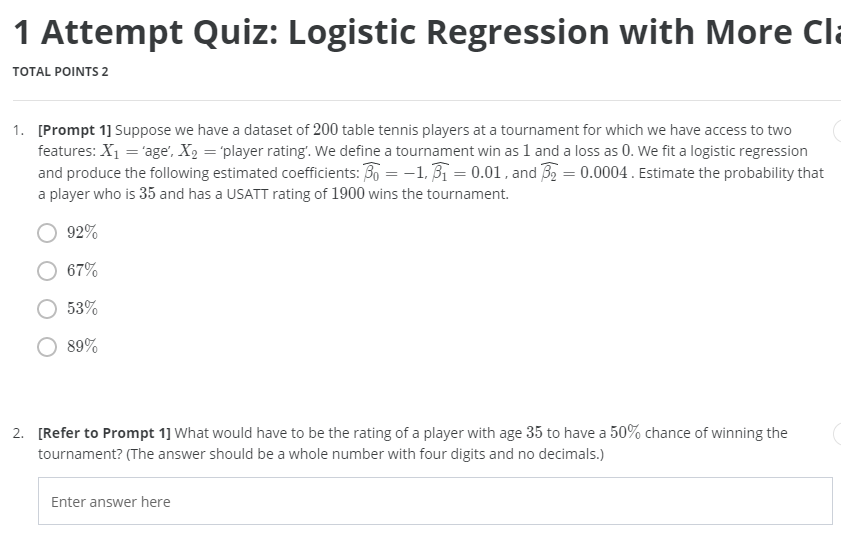 1 Attempt Quiz: Logistic Regression with More Cla
TOTAL POINTS 2
1. [Prompt 1] Suppose we have a dataset of 200 table tennis players at a tournament for which we have access to two
features: X₁ = 'age', X₂ = 'player rating'. We define a tournament win as 1 and a loss as 0. We fit a logistic regression
and produce the following estimated coefficients: β̂₀ = −1, β̂₁ = 0.01 , and β̂₂ = 0.0004 . Estimate the probability that
a player who is 35 and has a USATT rating of 1900 wins the tournament.
92%
67%
53%
89%
2. [Refer to Prompt 1] What would have to be the rating of a player with age 35 to have a 50% chance of winning the
tournament? (The answer should be a whole number with four digits and no decimals.)
Enter answer here